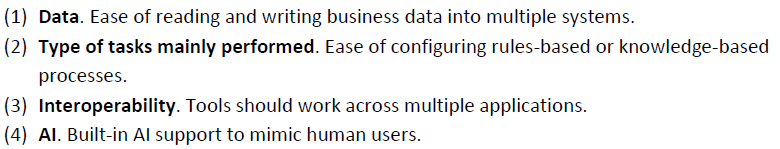 (1) Data. Ease of reading and writing business data into multiple systems.
(2) Type of tasks mainly performed. Ease of configuring rules-based or knowledge-based
processes.
(3) Interoperability. Tools should work across multiple applications.
(4) AI. Built-in AI support to mimic human users.